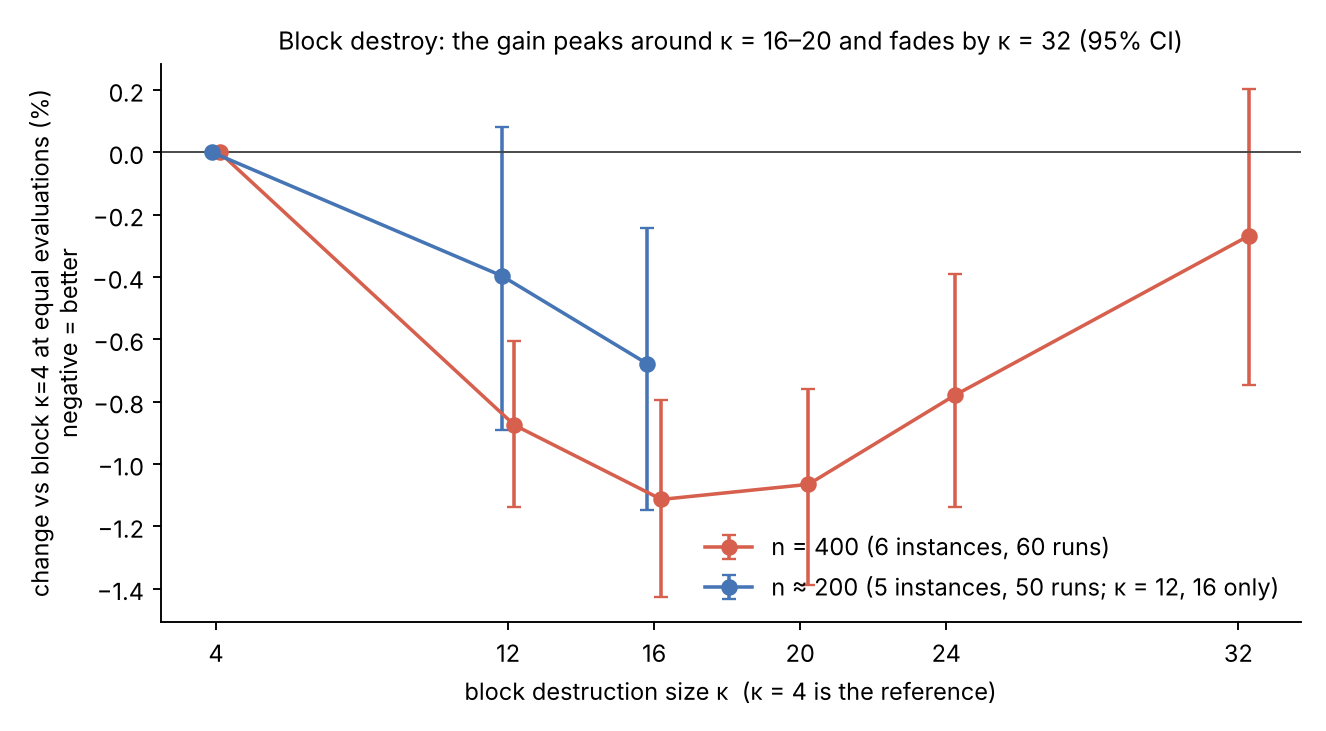 Block destroy: the gain peaks around κ = 16–20 and fades by κ = 32 (95% CI)
change vs block κ=4 at equal evaluations (%)
negative = better
0.2
0.0
−0.2
−0.4
−0.6
−0.8
−1.0
−1.2
−1.4
n = 400 (6 instances, 60 runs)
n ≈ 200 (5 instances, 50 runs; κ = 12, 16 only)
4
12
16
20
24
32
block destruction size κ (κ = 4 is the reference)